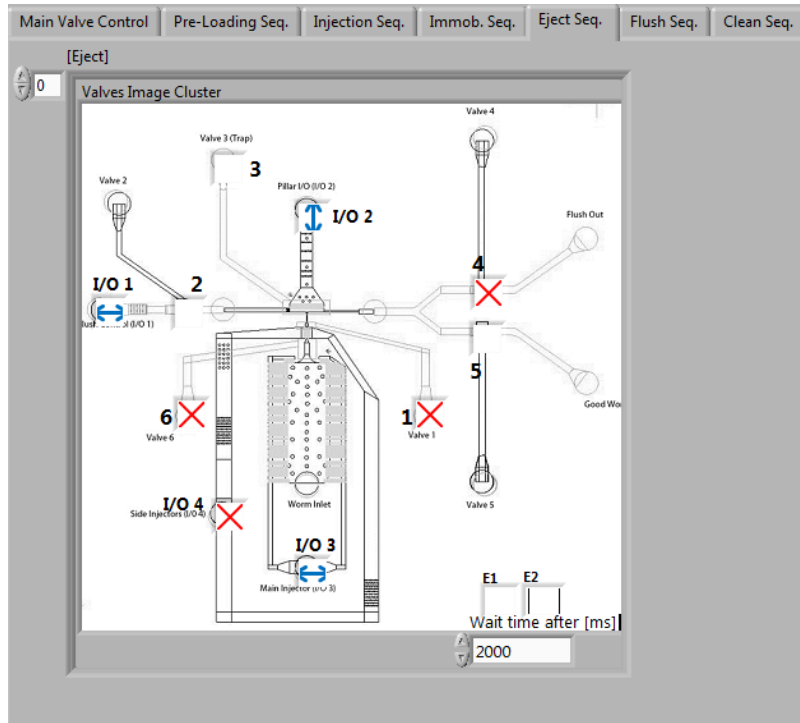 Main Valve Control Pre-Loading Seq. Injection Seq. Immob. Seq. Eject Seq. Flush Seq. Clean Seq.
[Eject]
0
Valves Image Cluster
Valve 4
Valve 3 (Trap)
3
Valve 2
Pillar I/O (I/O 2)
I/O 2
Flush Out
4
I/O 1
2
(I/O 1)
5
6
Valve 6
1
Valve 1
Good Wo
I/O 4
Side Injectors (I/O 4)
Worm Inlet
Valve 5
I/O 3
Main Injector (I/O 3)
E1 E2
Wait time after [ms]
2000